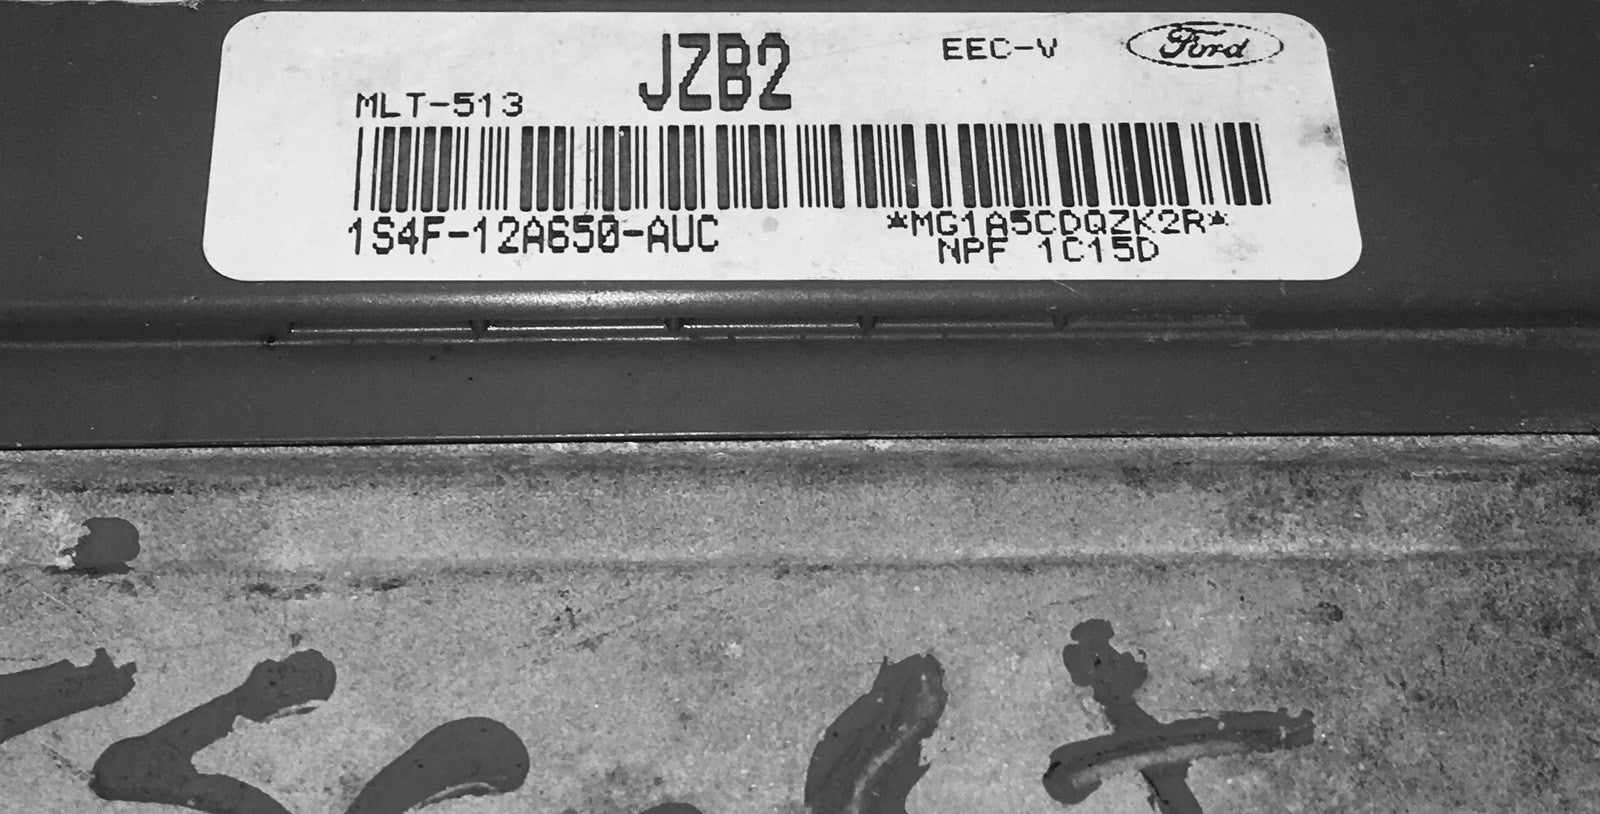 JZB2
EEC-V
Ford
MLT-513
1S4F-12A650-AUC
*MG1A5CDQZK2R*
NPF 1C15D